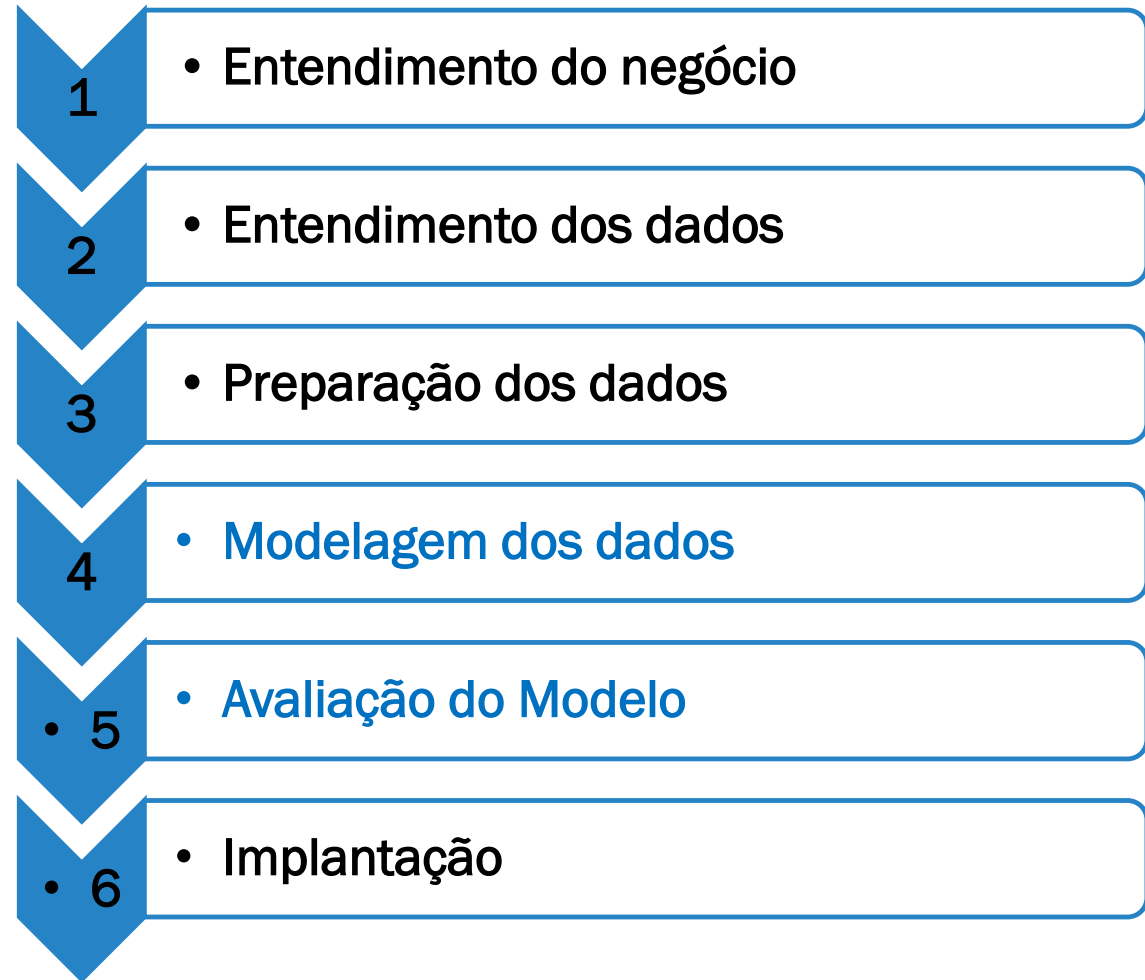 1
• Entendimento do negócio
2
• Entendimento dos dados
3
• Preparação dos dados
4
• Modelagem dos dados
• 5
• Avaliação do Modelo
• 6
• Implantação